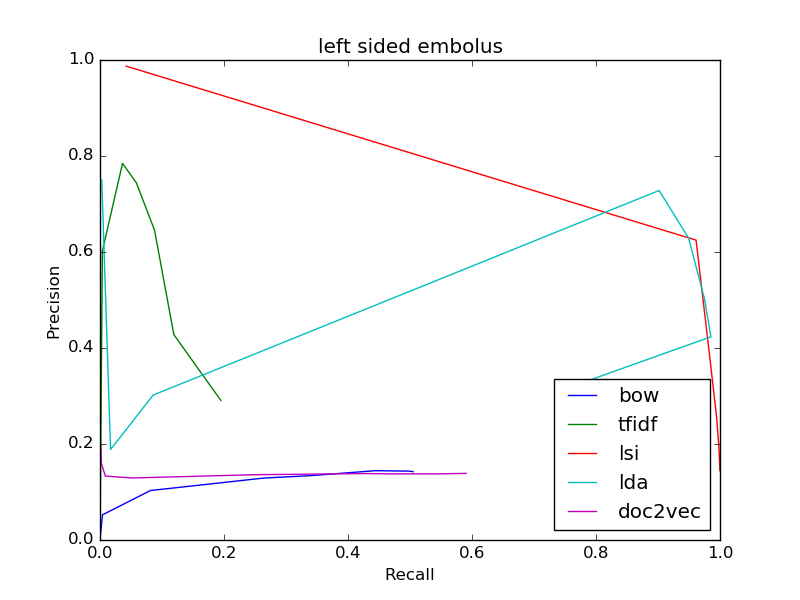 left sided embolus
1.0
0.8
0.6
0.4
0.2
0.0
Precision
bow
tfidf
lsi
lda
doc2vec
0.0 0.2 0.4 0.6 0.8 1.0
Recall